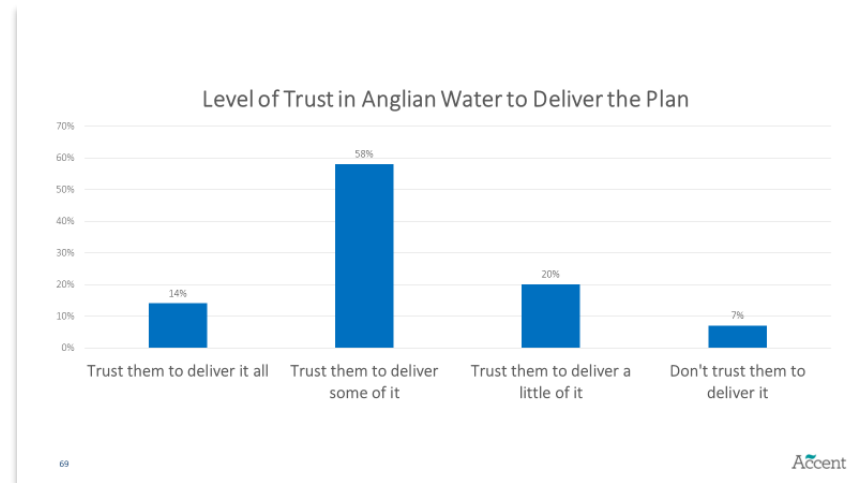 Level of Trust in Anglian Water to Deliver the Plan
70%
60%
50%
40%
30%
20%
10%
0%
14%
58%
20%
7%
Trust them to deliver it all
Trust them to deliver
some of it
Trust them to deliver a
little of it
Don't trust them to
deliver it
69
Accent